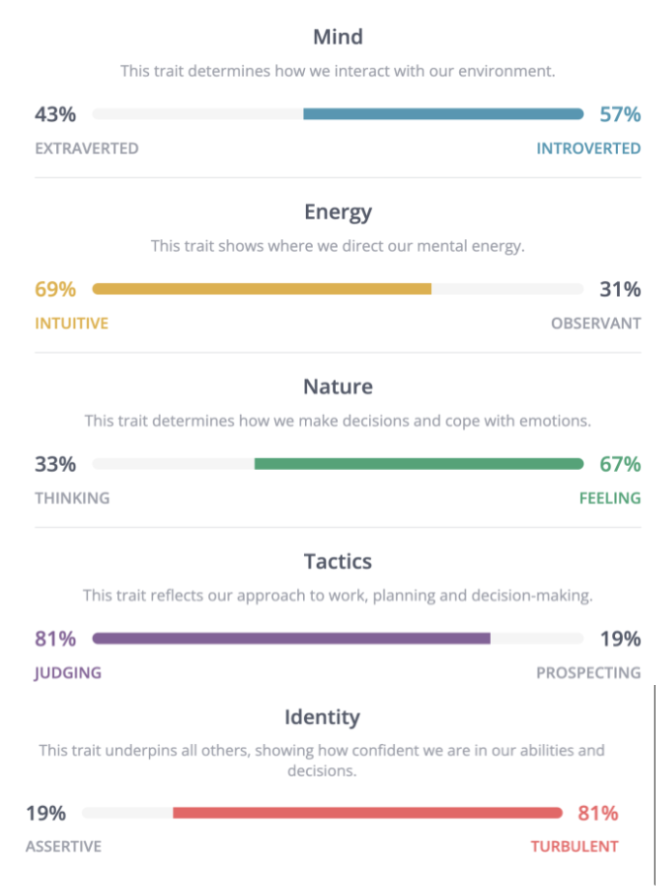 Mind
This trait determines how we interact with our environment.
43% 57%
EXTRAVERTED INTROVERTED
Energy
This trait shows where we direct our mental energy.
69% 31%
INTUITIVE OBSERVANT
Nature
This trait determines how we make decisions and cope with emotions.
33% 67%
THINKING FEELING
Tactics
This trait reflects our approach to work, planning and decision-making.
81% 19%
JUDGING PROSPECTING
Identity
This trait underpins all others, showing how confident we are in our abilities and
decisions.
19% 81%
ASSERTIVE TURBULENT